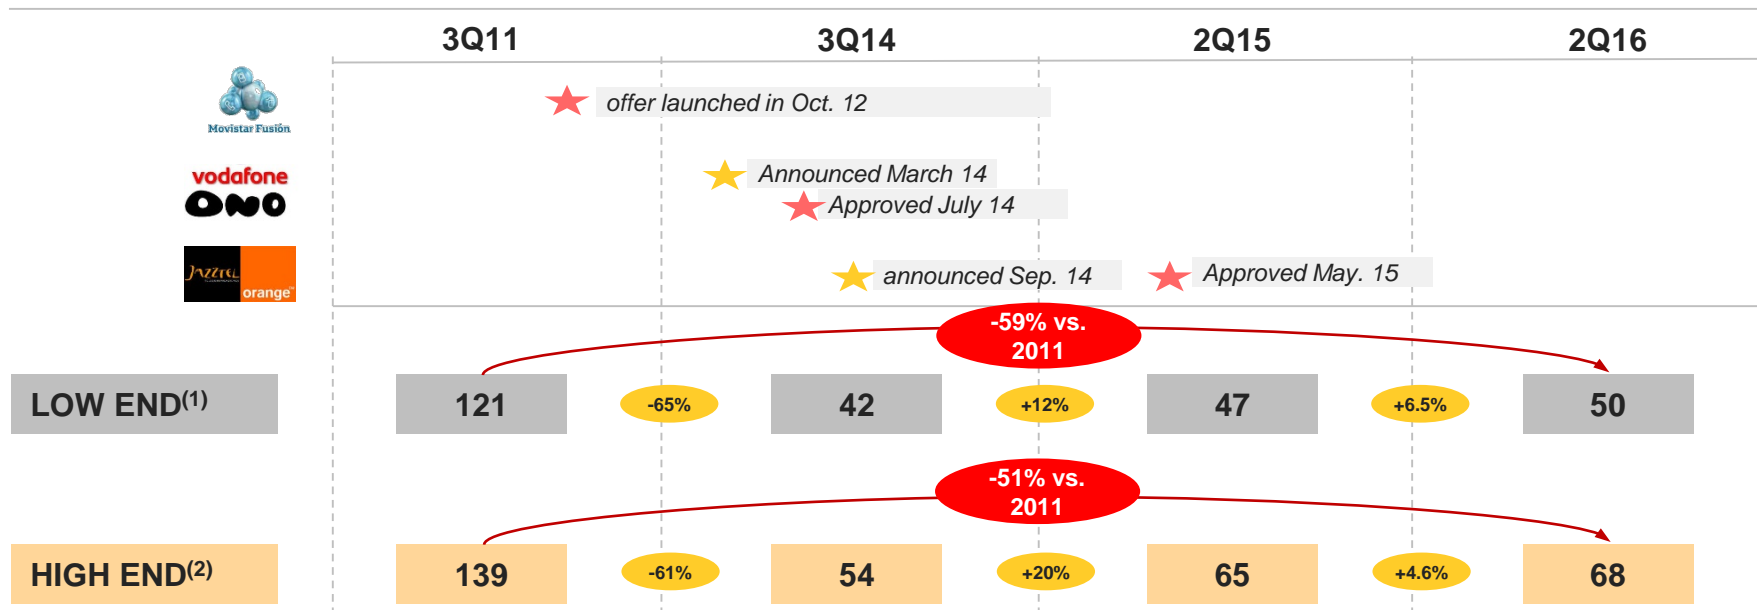 3Q11 3Q14 2Q15 2Q16
Movistar Fusión
offer launched in Oct. 12
vodafone
ONO
Announced March 14
Approved July 14
Jazztel
orange™
announced Sep. 14
Approved May. 15
-59% vs.
2011
LOW END(1) 121 -65% 42 +12% 47 +6.5% 50
-51% vs.
2011
HIGH END(2) 139 -61% 54 +20% 65 +4.6% 68